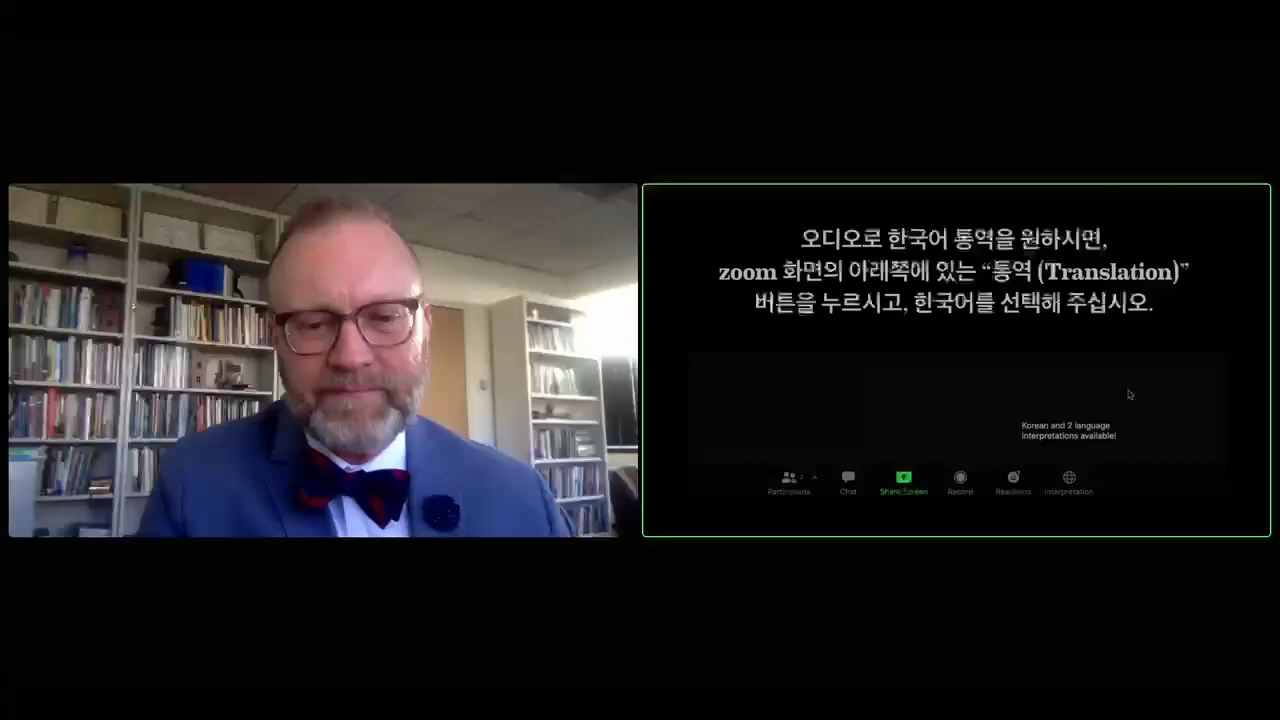 오디오로 한국어 통역을 원하시면,
zoom 화면의 아래쪽에 있는 “통역 (Translation)”
버튼을 누르시고, 한국어를 선택해 주십시오.
Korean and 2 language
interpretations available!
Participants 2 Chat Share Screen Record Reactions Interpretation